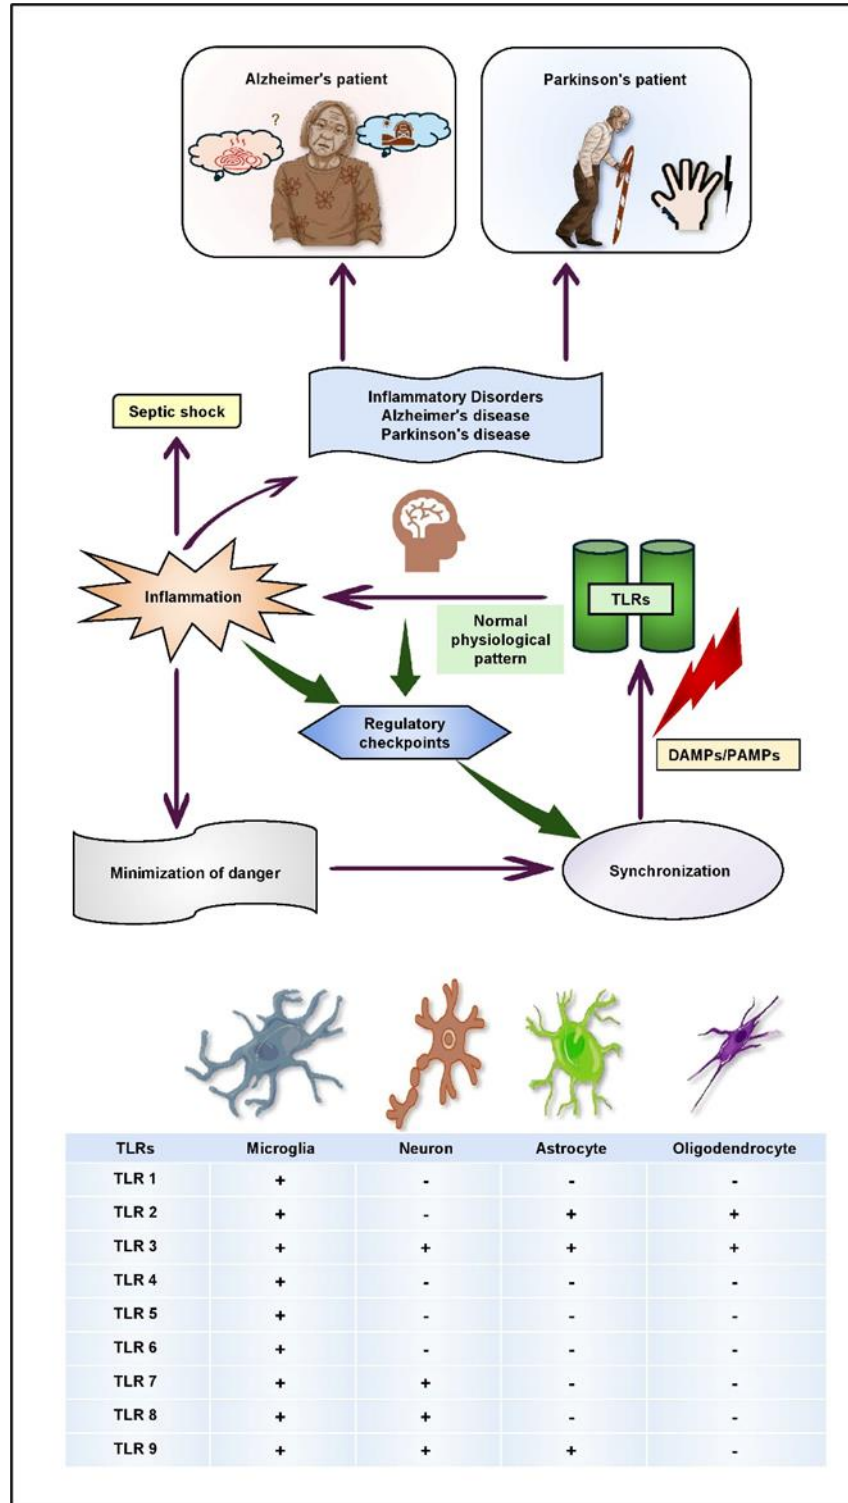 Alzheimer's patient
Parkinson's patient
?
Inflammatory Disorders
Alzheimer's disease
Parkinson's disease
Septic shock
Inflammation
TLRs
Normal
physiological
pattern
Regulatory
checkpoints
DAMPs/PAMPs
Minimization of danger
Synchronization
TLRs Microglia Neuron Astrocyte Oligodendrocyte
TLR 1 + - - -
TLR 2 + - + +
TLR 3 + + + +
TLR 4 + - - -
TLR 5 + - - -
TLR 6 + - - -
TLR 7 + + - -
TLR 8 + + - -
TLR 9 + + + -